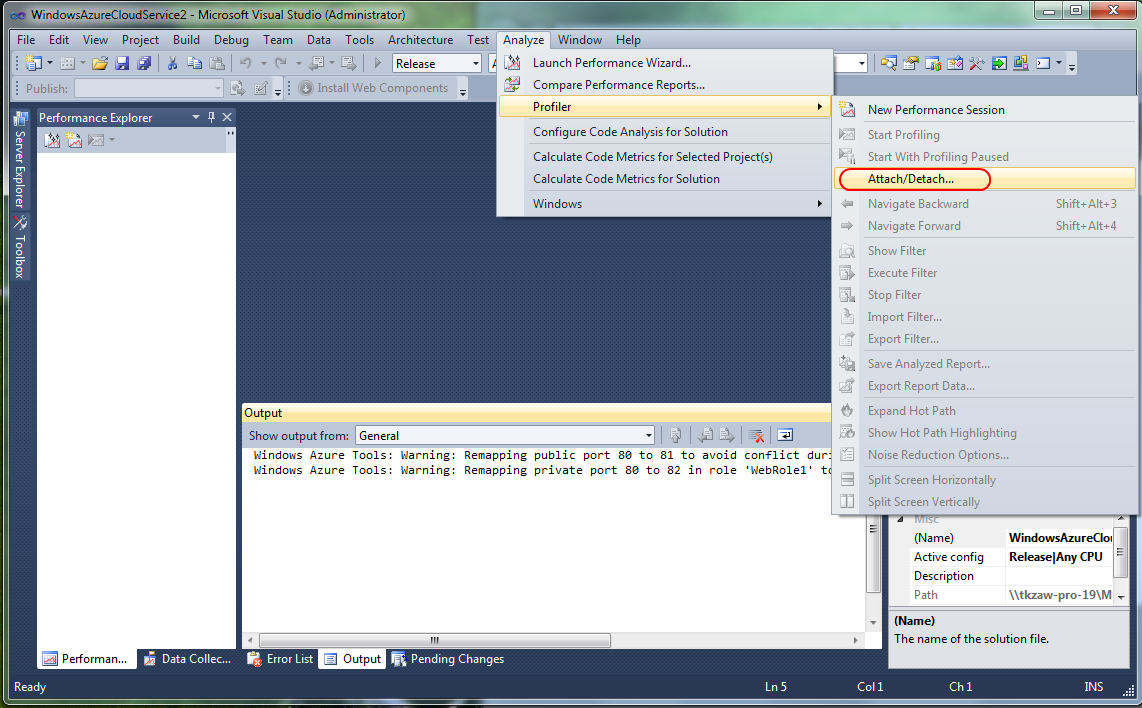 WindowsAzureCloudService2 - Microsoft Visual Studio (Administrator)
File Edit View Project Build Debug Team Data Tools Architecture Test Analyze Window Help
Release
Publish:
Install Web Components
Launch Performance Wizard...
Compare Performance Reports...
Profiler
Configure Code Analysis for Solution
Calculate Code Metrics for Selected Project(s)
Calculate Code Metrics for Solution
Windows
New Performance Session
Start Profiling
Start With Profiling Paused
Attach/Detach...
Navigate Backward Shift+Alt+3
Navigate Forward Shift+Alt+4
Show Filter
Execute Filter
Stop Filter
Import Filter...
Export Filter...
Save Analyzed Report...
Export Report Data...
Expand Hot Path
Show Hot Path Highlighting
Noise Reduction Options...
Split Screen Horizontally
Split Screen Vertically
Server Explorer
Toolbox
Performance Explorer
Output
Show output from: General
Windows Azure Tools: Warning: Remapping public port 80 to 81 to avoid conflict duri
Windows Azure Tools: Warning: Remapping private port 80 to 82 in role 'WebRole1' to
Misc
(Name) WindowsAzureClou
Active config Release|Any CPU
Description
Path \\tkzaw-pro-19\M
(Name)
The name of the solution file.
Performan... Data Collec... Error List Output Pending Changes
Ready Ln 5 Col 1 Ch 1 INS